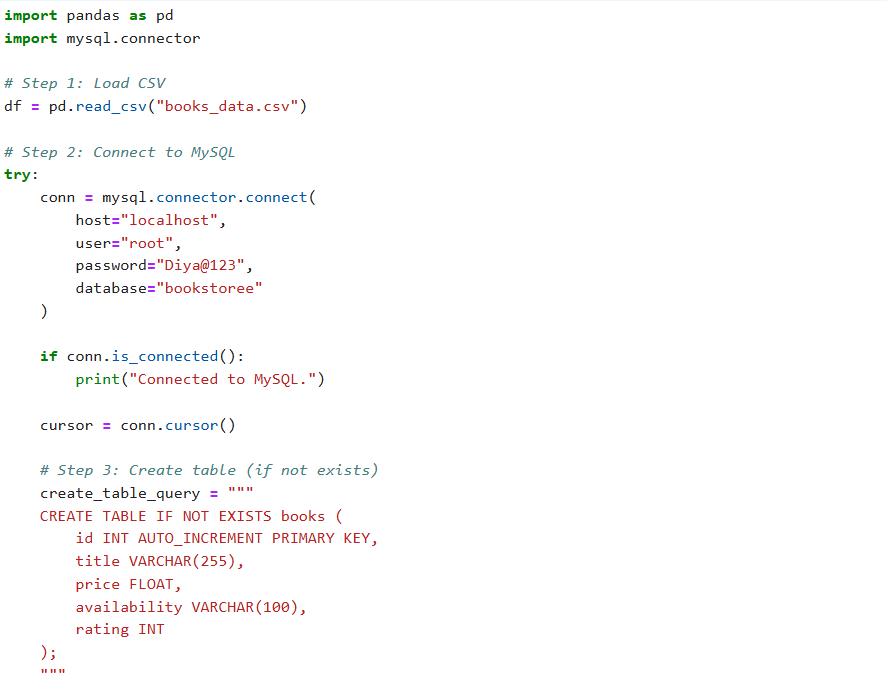 import pandas as pd
import mysql.connector

# Step 1: Load CSV
df = pd.read_csv("books_data.csv")

# Step 2: Connect to MySQL
try:
    conn = mysql.connector.connect(
        host="localhost",
        user="root",
        password="Diya@123",
        database="bookstoree"
    )

    if conn.is_connected():
        print("Connected to MySQL.")

    cursor = conn.cursor()

    # Step 3: Create table (if not exists)
    create_table_query = """
    CREATE TABLE IF NOT EXISTS books (
        id INT AUTO_INCREMENT PRIMARY KEY,
        title VARCHAR(255),
        price FLOAT,
        availability VARCHAR(100),
        rating INT
    );
    """